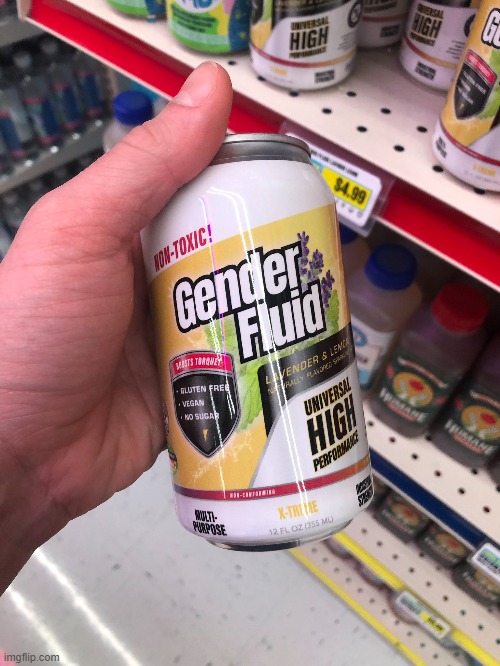 UNIVERSAL
HIGH
PERFORMANCE
UNIVERSAL
HIGH
$4.99
NON-TOXIC!
Gender
Fluid
LAVENDER & LEMON
NATURALLY FLAVORED
BOOSTS TORQUE!
• GLUTEN FREE
• VEGAN
• NO SUGAR
UNIVERSAL
HIGH
PERFORMANCE
NON-CONFORMING
MULTI-
PURPOSE
X-TREME
12 FL OZ (355 ML)
imgflip.com